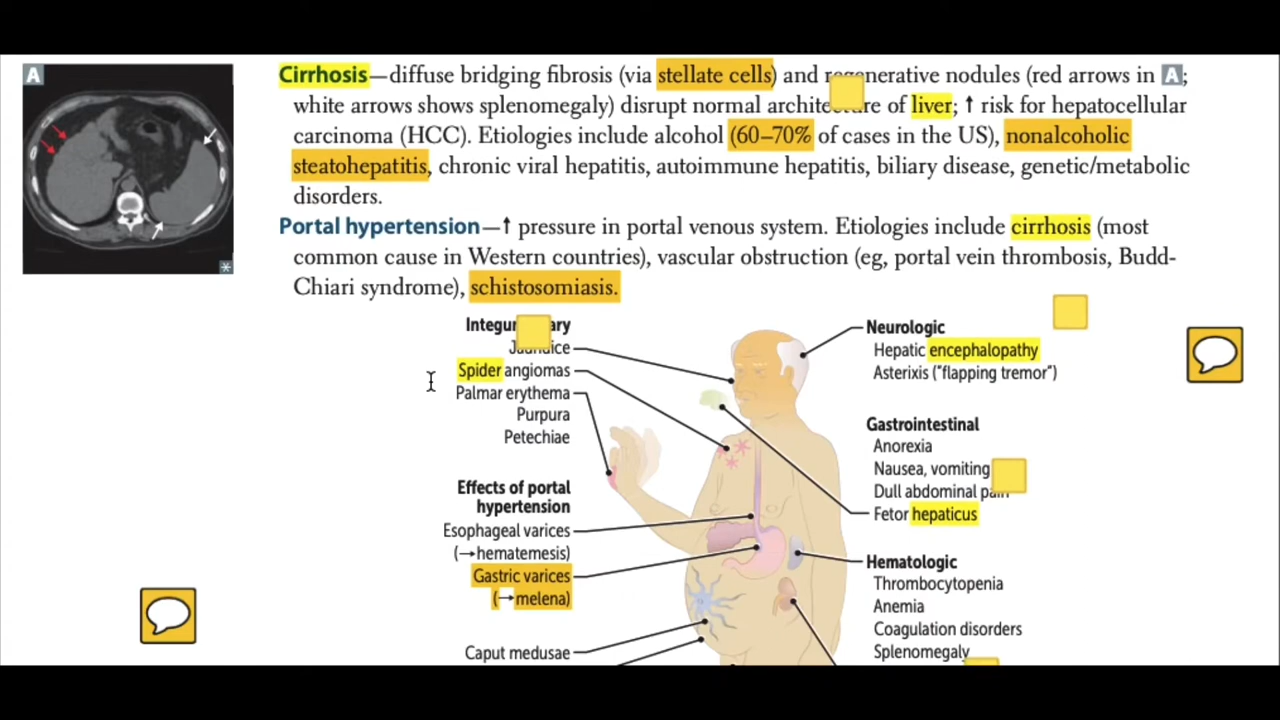 A
Cirrhosis—diffuse bridging fibrosis (via stellate cells) and regenerative nodules (red arrows in A;
white arrows shows splenomegaly) disrupt normal architecture of liver; ↑ risk for hepatocellular
carcinoma (HCC). Etiologies include alcohol (60–70% of cases in the US), nonalcoholic
steatohepatitis, chronic viral hepatitis, autoimmune hepatitis, biliary disease, genetic/metabolic
disorders.
Portal hypertension—↑ pressure in portal venous system. Etiologies include cirrhosis (most
common cause in Western countries), vascular obstruction (eg, portal vein thrombosis, Budd-
Chiari syndrome), schistosomiasis.
Integumentary
Jaundice
Spider angiomas
Palmar erythema
Purpura
Petechiae
Effects of portal
hypertension
Esophageal varices
(→hematemesis)
Gastric varices
(→melena)
Caput medusae
Neurologic
Hepatic encephalopathy
Asterixis ("flapping tremor")
Gastrointestinal
Anorexia
Nausea, vomiting
Dull abdominal pain
Fetor hepaticus
Hematologic
Thrombocytopenia
Anemia
Coagulation disorders
Splenomegaly